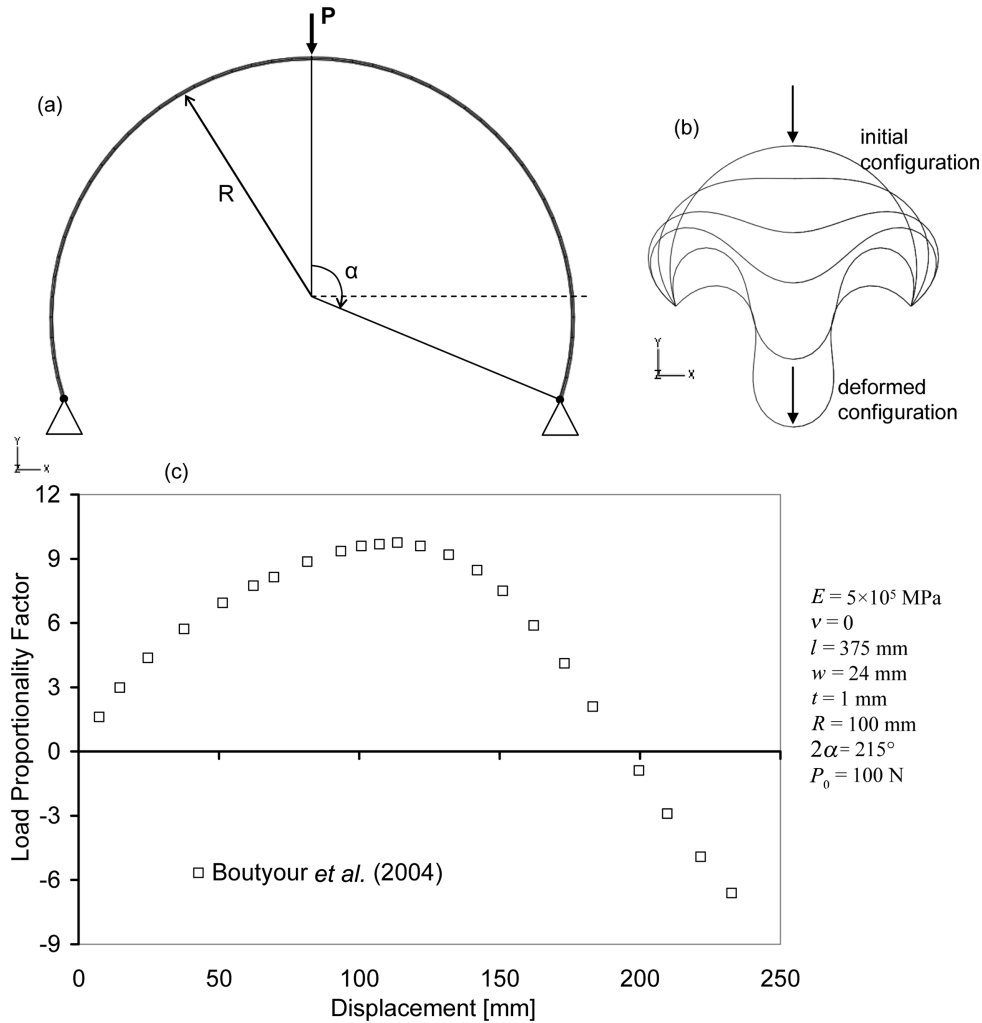 P
(a)
R
α
Y
Z X
(b)
initial
configuration
Y
Z X
deformed
configuration
(c)
Load Proportionality Factor
12
9
6
3
0
-3
-6
-9
Boutyour et al. (2004)
0 50 100 150 200 250
Displacement [mm]
E = 5×10⁵ MPa
ν = 0
l = 375 mm
w = 24 mm
t = 1 mm
R = 100 mm
2α = 215°
P₀ = 100 N